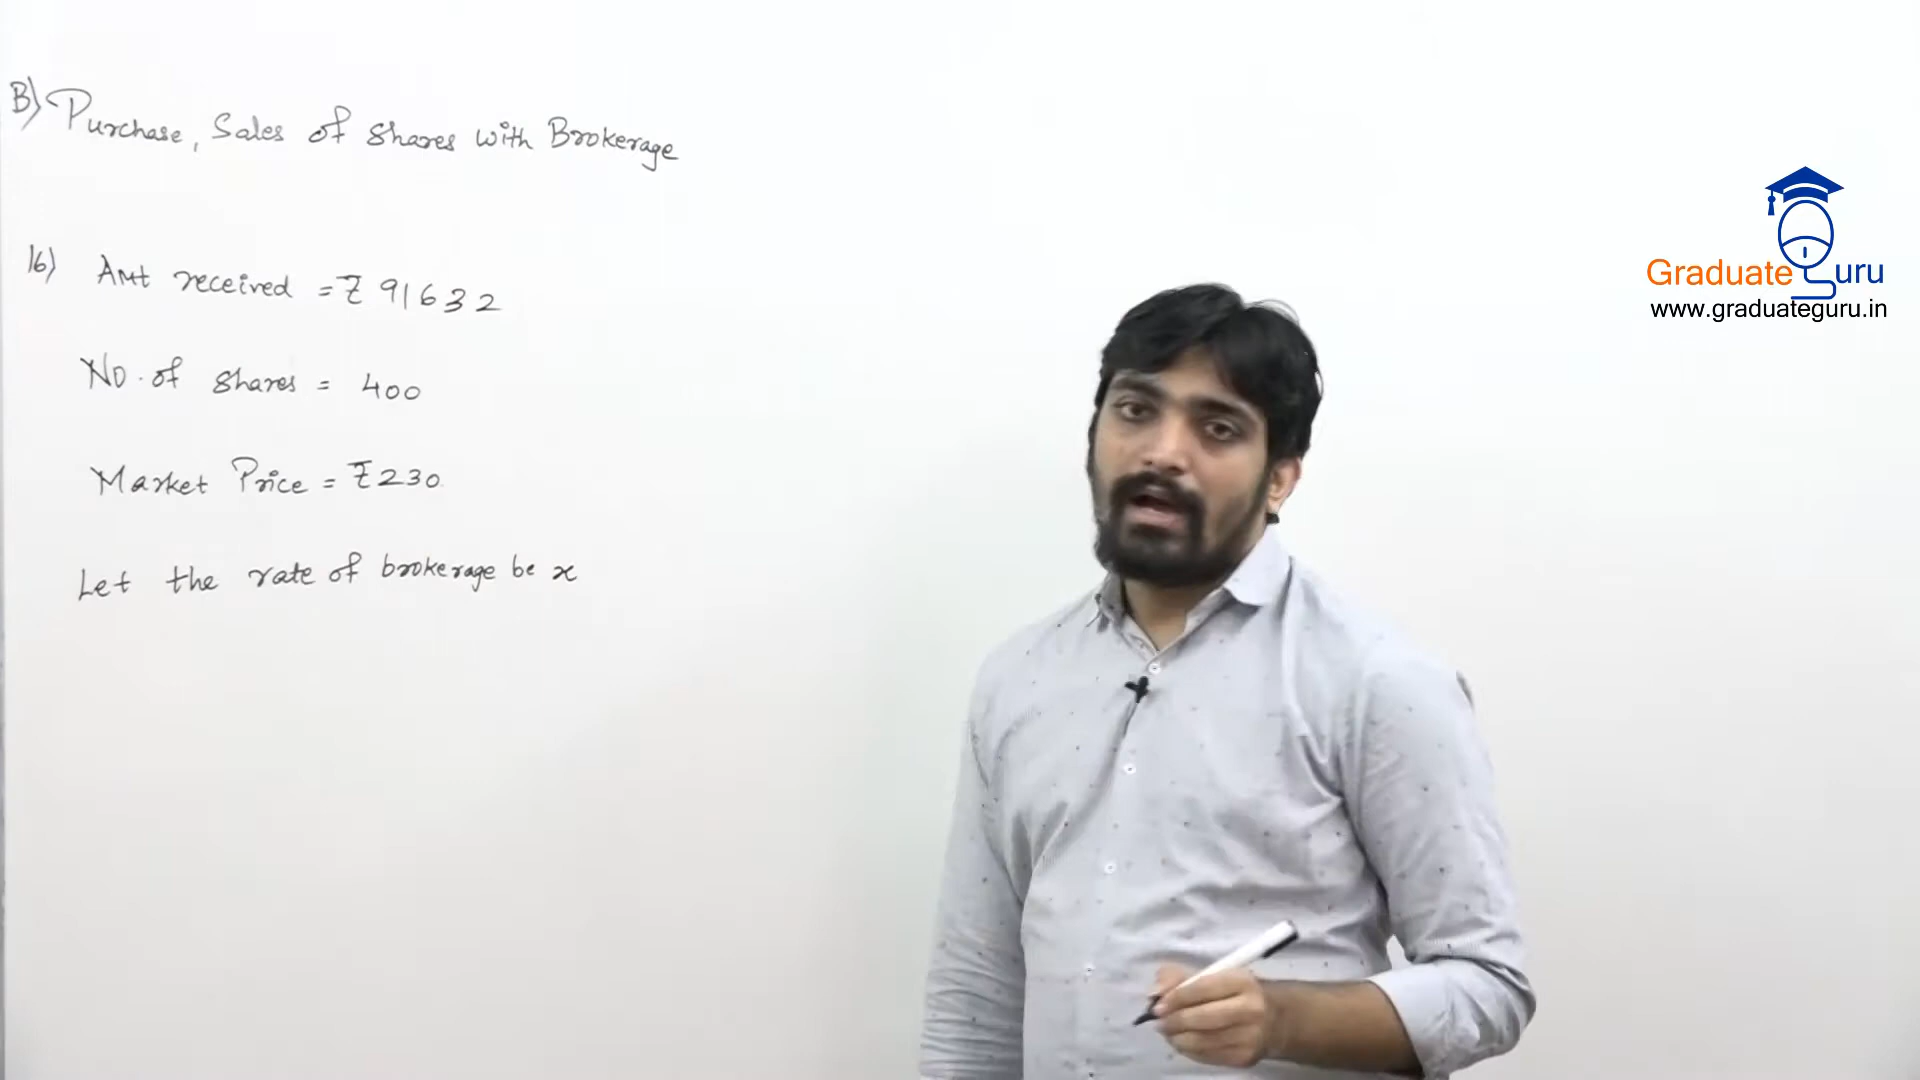 B) Purchase, Sales of shares with Brokerage
16) Amt received = ₹ 91632
No. of shares = 400
Market Price = ₹230
Let the rate of brokerage be x
Graduate Guru
www.graduateguru.in